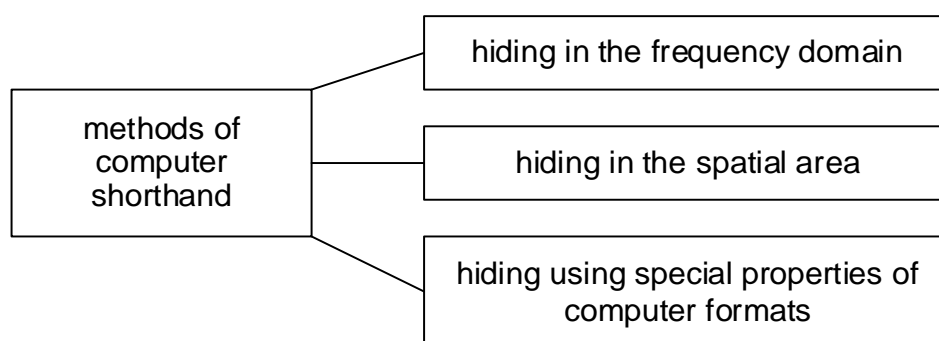 methods of
computer
shorthand
hiding in the frequency domain
hiding in the spatial area
hiding using special properties of
computer formats